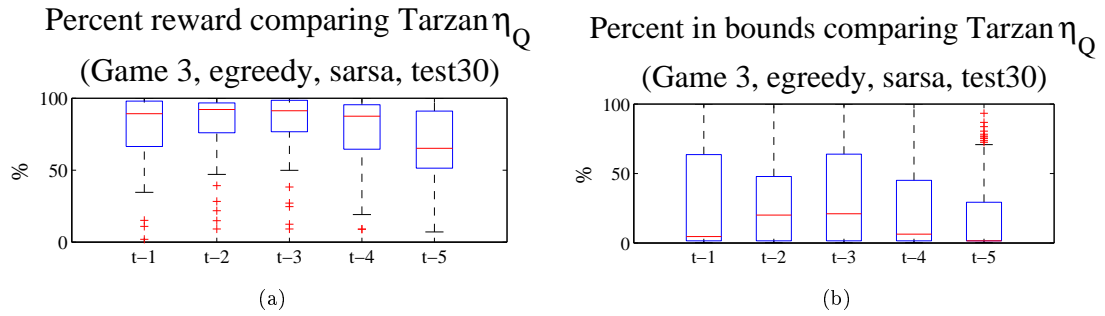 Percent reward comparing Tarzan η_Q
(Game 3, egreedy, sarsa, test30)
100
50
0
%
t−1 t−2 t−3 t−4 t−5
(a)
Percent in bounds comparing Tarzan η_Q
(Game 3, egreedy, sarsa, test30)
100
50
0
%
t−1 t−2 t−3 t−4 t−5
(b)